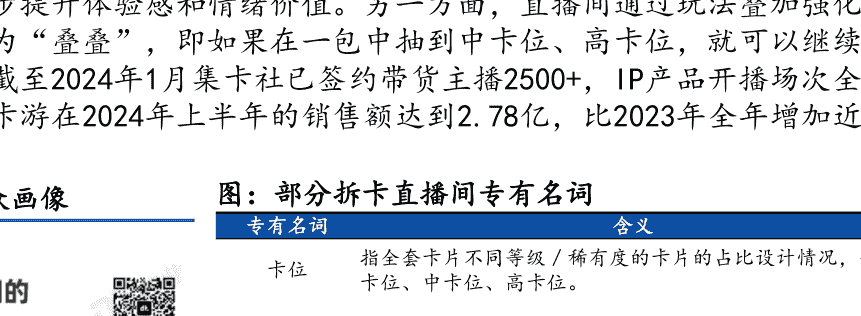 步提升体验感和情绪价值。另一方面，直播间通过玩法叠加强化
为“叠叠”，即如果在一包中抽到中卡位、高卡位，就可以继续
截至2024年1月集卡社已签约带货主播2500+，IP产品开播场次全
卡游在2024年上半年的销售额达到2.78亿，比2023年全年增加近
画像
图：部分拆卡直播间专有名词
专有名词 含义
卡位 指全套卡片不同等级/稀有度的卡片的占比设计情况，
卡位、中卡位、高卡位。
的